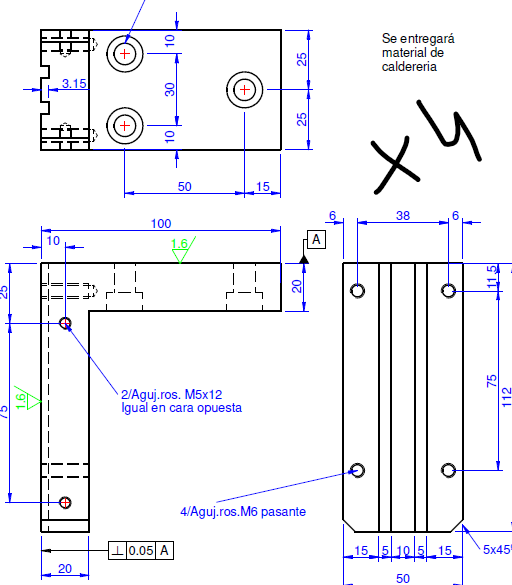 10
30
10
25
25
3.15
50
15
Se entregará
material de
caldereria
x4
100
10
1.6
A
25
75
20
1.6
2/Aguj.ros. M5x12
Igual en cara opuesta
4/Aguj.ros.M6 pasante
⊥ 0.05 A
20
6
38
6
11.5
75
112
15
5
10
5
15
50
5x45°